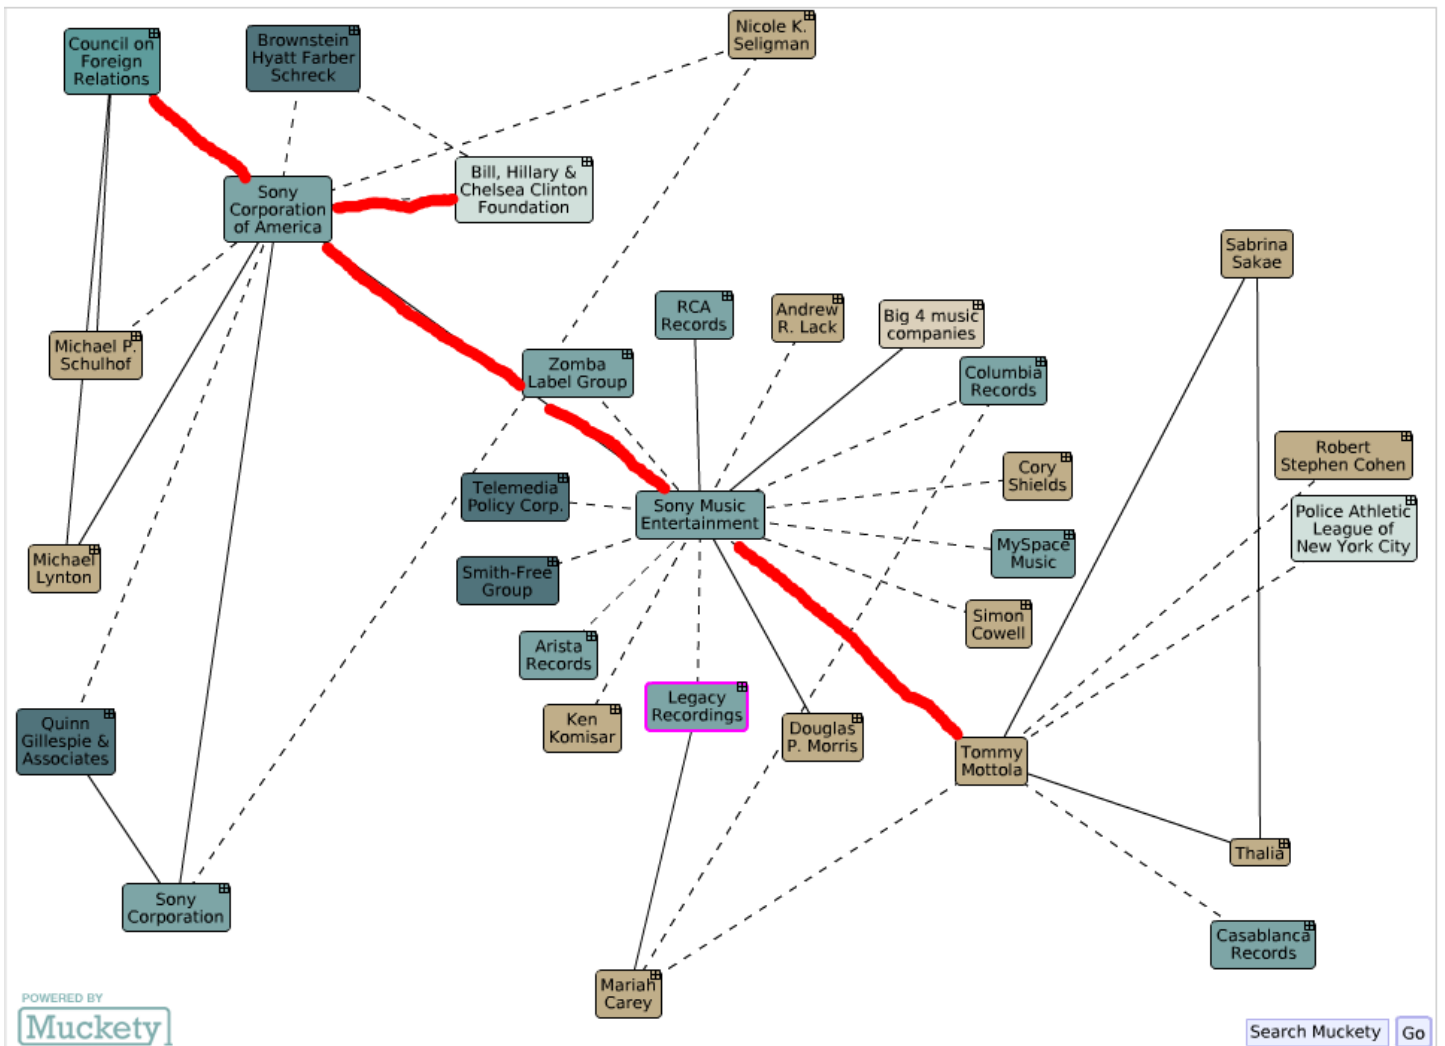 Council on
Foreign
Relations
Brownstein
Hyatt Farber
Schreck
Nicole K.
Seligman
Sony
Corporation
of America
Bill, Hillary &
Chelsea Clinton
Foundation
Sabrina
Sakae
Michael P.
Schulhof
Zomba
Label Group
RCA
Records
Andrew
R. Lack
Big 4 music
companies
Columbia
Records
Robert
Stephen Cohen
Telemedia
Policy Corp.
Sony Music
Entertainment
Cory
Shields
Police Athletic
League of
New York City
Michael
Lynton
Smith-Free
Group
MySpace
Music
Arista
Records
Simon
Cowell
Quinn
Gillespie &
Associates
Ken
Komisar
Legacy
Recordings
Douglas
P. Morris
Tommy
Mottola
Thalia
Sony
Corporation
Casablanca
Records
Mariah
Carey
POWERED BY
Muckety
Search Muckety
Go